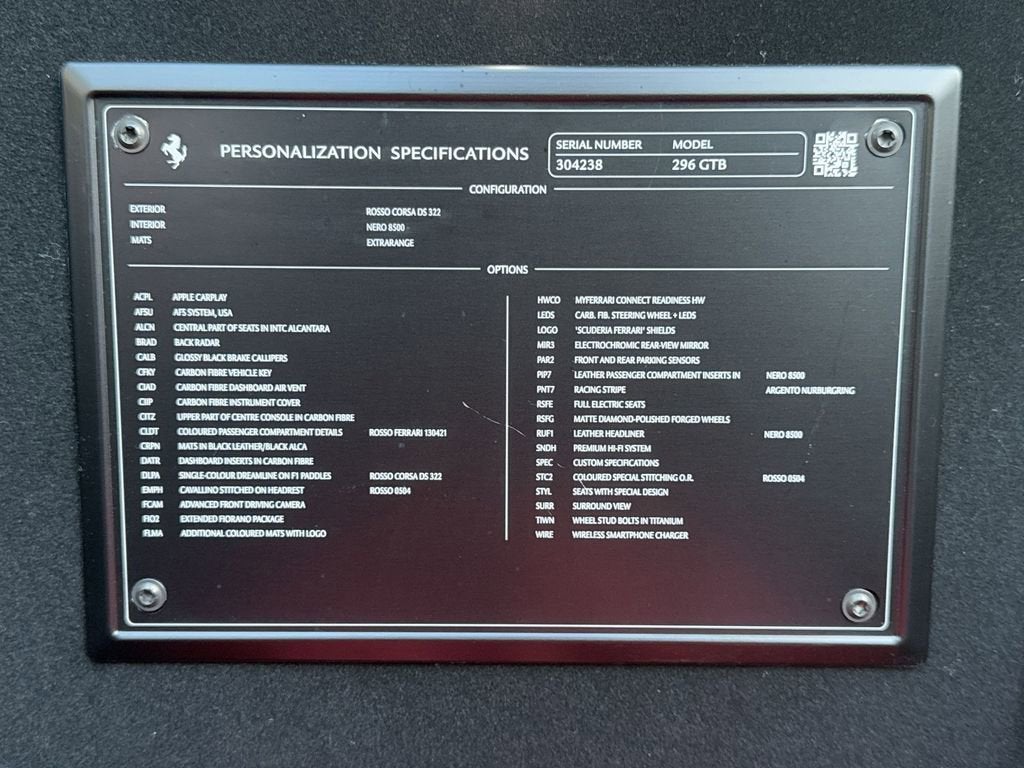 PERSONALIZATION SPECIFICATIONS
SERIAL NUMBER MODEL
304238 296 GTB
CONFIGURATION
EXTERIOR ROSSO CORSA DS 322
INTERIOR NERO 8500
MATS EXTRARANGE
OPTIONS
ACPL APPLE CARPLAY
AFSU AFS SYSTEM, USA
ALCN CENTRAL PART OF SEATS IN INTC ALCANTARA
BRAD BACK RADAR
CALB GLOSSY BLACK BRAKE CALLIPERS
CFKY CARBON FIBRE VEHICLE KEY
CIAD CARBON FIBRE DASHBOARD AIR VENT
CIIP CARBON FIBRE INSTRUMENT COVER
CITZ UPPER PART OF CENTRE CONSOLE IN CARBON FIBRE
CLDT COLOURED PASSENGER COMPARTMENT DETAILS ROSSO FERRARI 130421
CRPN MATS IN BLACK LEATHER/BLACK ALCA
DATR DASHBOARD INSERTS IN CARBON FIBRE
DLPA SINGLE-COLOUR DREAMLINE ON F1 PADDLES ROSSO CORSA DS 322
EMPH CAVALLINO STITCHED ON HEADREST ROSSO 0504
FCAM ADVANCED FRONT DRIVING CAMERA
FIO2 EXTENDED FIORANO PACKAGE
FLMA ADDITIONAL COLOURED MATS WITH LOGO
HWCO MYFERRARI CONNECT READINESS HW
LEDS CARB. FIB. STEERING WHEEL + LEDS
LOGO 'SCUDERIA FERRARI' SHIELDS
MIR3 ELECTROCHROMIC REAR-VIEW MIRROR
PAR2 FRONT AND REAR PARKING SENSORS
PIP7 LEATHER PASSENGER COMPARTMENT INSERTS IN NERO 8500
PNT7 RACING STRIPE ARGENTO NURBURGRING
RSFE FULL ELECTRIC SEATS
RSFG MATTE DIAMOND-POLISHED FORGED WHEELS
RUF1 LEATHER HEADLINER NERO 8500
SNDH PREMIUM HI-FI SYSTEM
SPEC CUSTOM SPECIFICATIONS
STC2 COLOURED SPECIAL STITCHING O.R. ROSSO 0504
STYL SEATS WITH SPECIAL DESIGN
SURR SURROUND VIEW
TIWN WHEEL STUD BOLTS IN TITANIUM
WIRE WIRELESS SMARTPHONE CHARGER